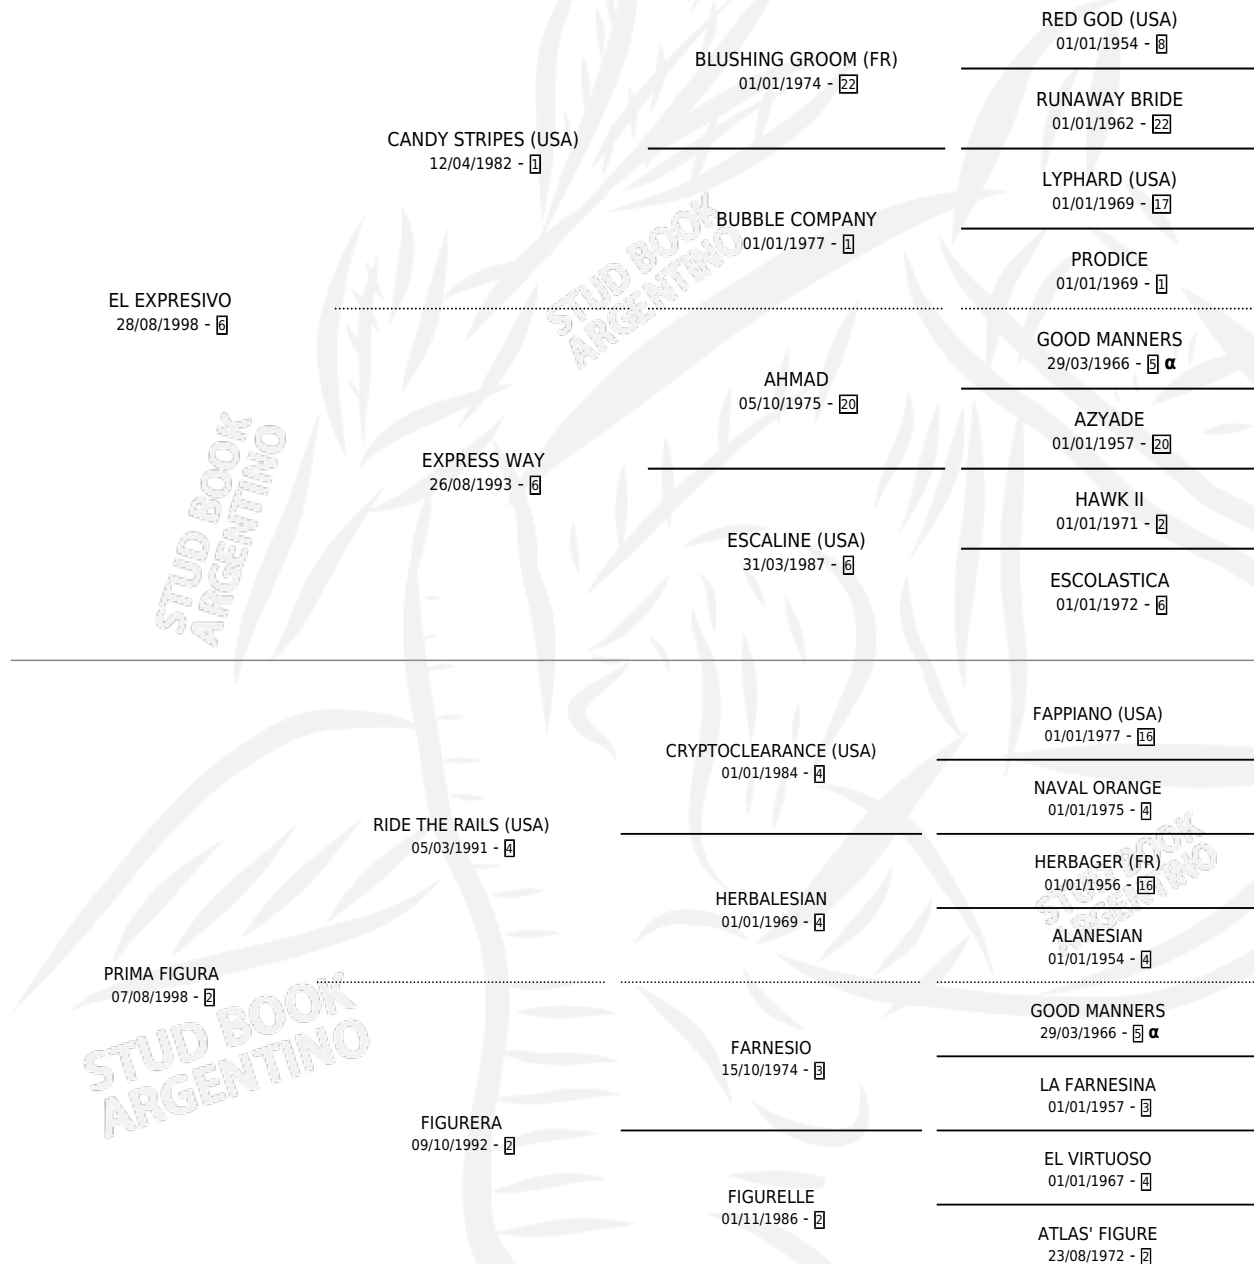 RED GOD (USA)
01/01/1954 - 8
BLUSHING GROOM (FR)
01/01/1974 - 22
RUNAWAY BRIDE
01/01/1962 - 22
CANDY STRIPES (USA)
12/04/1982 - 1
LYPHARD (USA)
01/01/1969 - 17
BUBBLE COMPANY
01/01/1977 - 1
PRODICE
01/01/1969 - 1
EL EXPRESIVO
28/08/1998 - 6
STUD BOOK
ARGENTINO
GOOD MANNERS
29/03/1966 - 5 α
AHMAD
05/10/1975 - 20
AZYADE
01/01/1957 - 20
EXPRESS WAY
26/08/1993 - 6
HAWK II
01/01/1971 - 2
ESCALINE (USA)
31/03/1987 - 6
ESCOLASTICA
01/01/1972 - 6
STUD BOOK
ARGENTINO
FAPPIANO (USA)
01/01/1977 - 16
CRYPTOCLEARANCE (USA)
01/01/1984 - 4
NAVAL ORANGE
01/01/1975 - 4
RIDE THE RAILS (USA)
05/03/1991 - 4
HERBAGER (FR)
01/01/1956 - 16
STUD BOOK
ARGENTINO
HERBALESIAN
01/01/1969 - 4
ALANESIAN
01/01/1954 - 4
PRIMA FIGURA
07/08/1998 - 2
STUD BOOK
ARGENTINO
GOOD MANNERS
29/03/1966 - 5 α
FARNESIO
15/10/1974 - 3
LA FARNESINA
01/01/1957 - 3
FIGURERA
09/10/1992 - 2
EL VIRTUOSO
01/01/1967 - 4
FIGURELLE
01/11/1986 - 2
ATLAS' FIGURE
23/08/1972 - 2